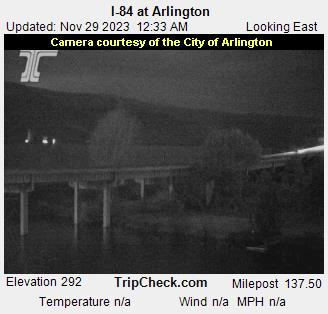 I-84 at Arlington
Updated: Nov 29 2023 12:33 AM Looking East
Camera courtesy of the City of Arlington
Elevation 292 TripCheck.com Milepost 137.50
Temperature n/a Wind n/a MPH n/a